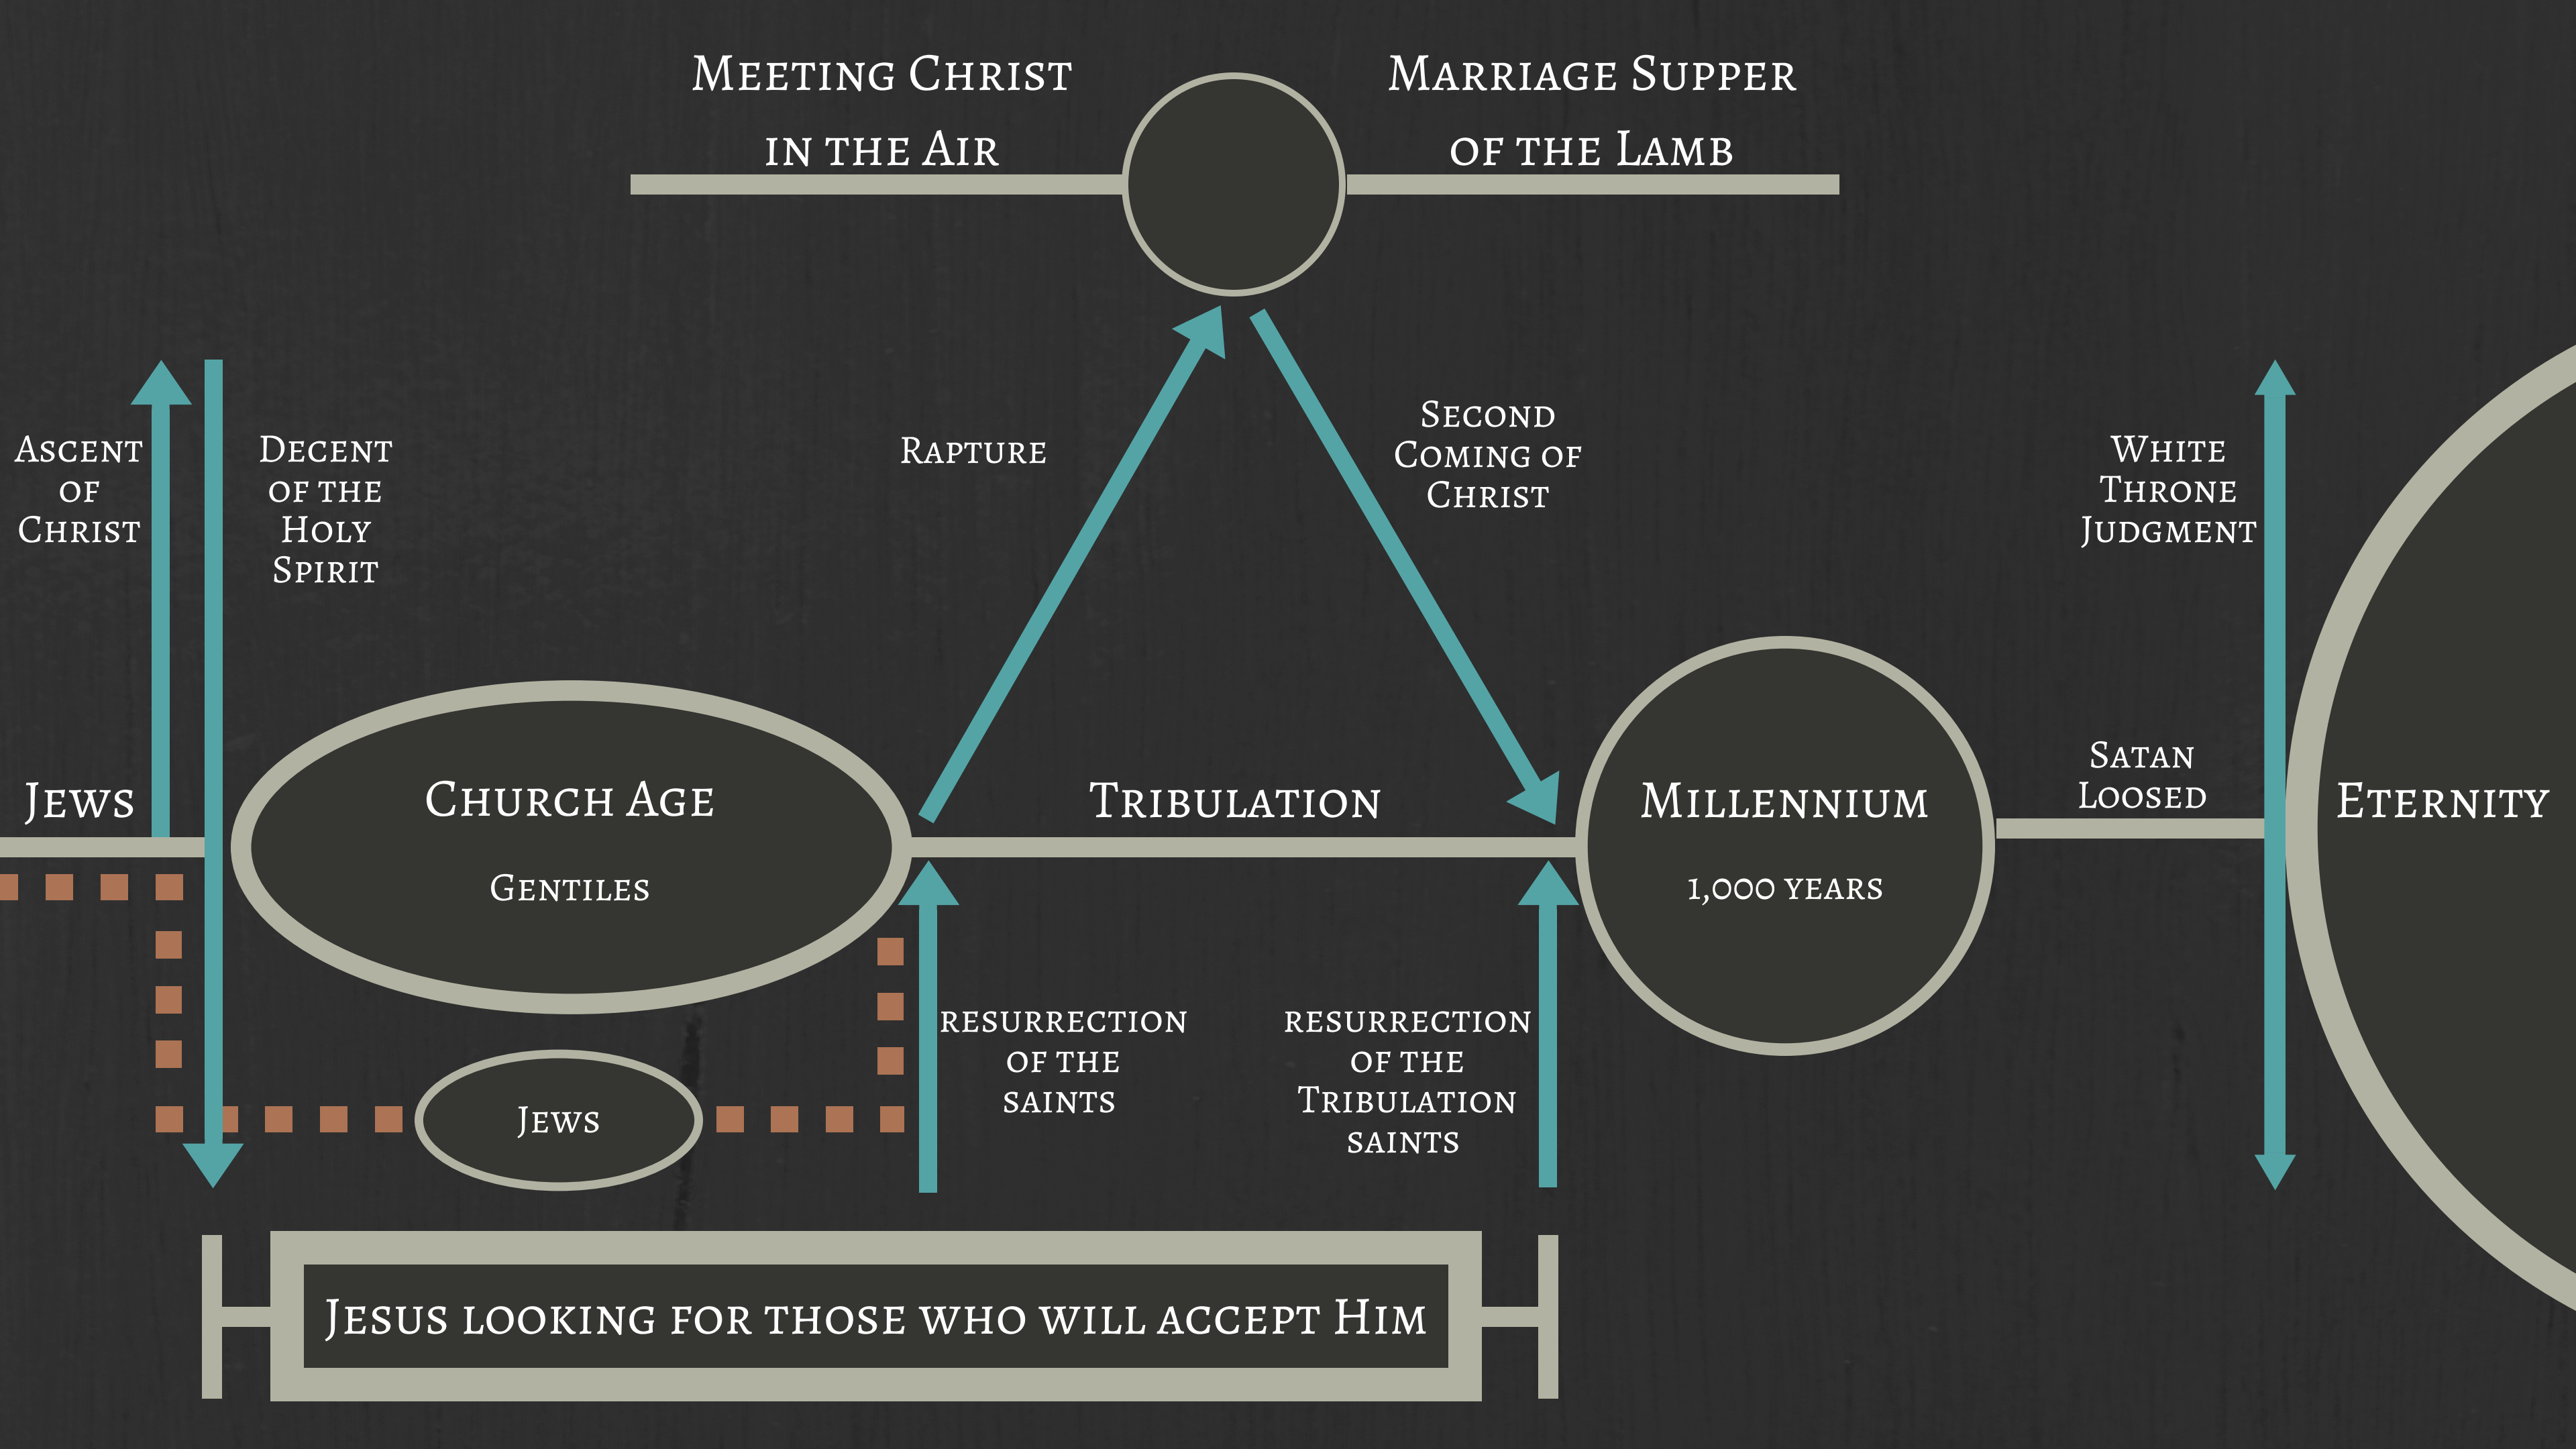 Meeting Christ
in the Air
Marriage Supper
of the Lamb
Ascent
of
Christ
Decent
of the
Holy
Spirit
Rapture
Second
Coming of
Christ
White
Throne
Judgment
Jews
Church Age
Gentiles
Tribulation
Millennium
1,000 years
Satan
Loosed
Eternity
Jews
resurrection
of the
saints
resurrection
of the
Tribulation
saints
Jesus looking for those who will accept Him